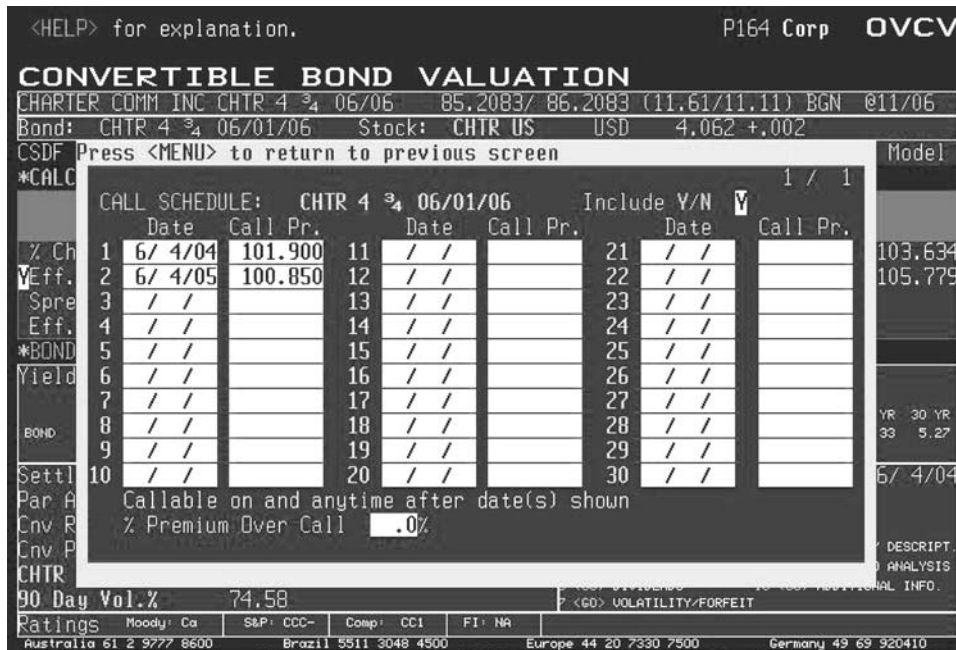 <HELP> for explanation. P164 Corp OVCV
CONVERTIBLE BOND VALUATION
CHARTER COMM INC CHTR 4 ¾ 06/06 85.2083/ 86.2083 (11.61/11.11) BGN @11/06
Bond: CHTR 4 ¾ 06/01/06 Stock: CHTR US USD 4.062 +.002
CSDF Press <MENU> to return to previous screen Model
*CALC 1 / 1
CALL SCHEDULE: CHTR 4 ¾ 06/01/06 Include Y/N Y
Date Call Pr. Date Call Pr. Date Call Pr.
% Ch 1 6/ 4/04 101.900 11 / / 21 / / 103.634
Y Eff. 2 6/ 4/05 100.850 12 / / 22 / / 105.779
Spre 3 / / 13 / / 23 / /
Eff. 4 / / 14 / / 24 / /
*BOND 5 / / 15 / / 25 / /
Yield 6 / / 16 / / 26 / /
7 / / 17 / / 27 / / YR 30 YR
BOND 8 / / 18 / / 28 / / 33 5.27
9 / / 19 / / 29 / /
Settl 10 / / 20 / / 30 / / 6/ 4/04
Par A Callable on and anytime after date(s) shown
Cnv R % Premium Over Call .0%
Cnv P DESCRIPT.
CHTR ANALYSIS
90 Day Vol.% 74.58 NAL INFO.
7 <GO> VOLATILITY/FORFEIT
Ratings Moody: Ca S&P: CCC- Comp: CC1 FI: NA
Australia 61 2 9777 8600 Brazil 5511 3048 4500 Europe 44 20 7330 7500 Germany 49 69 920410